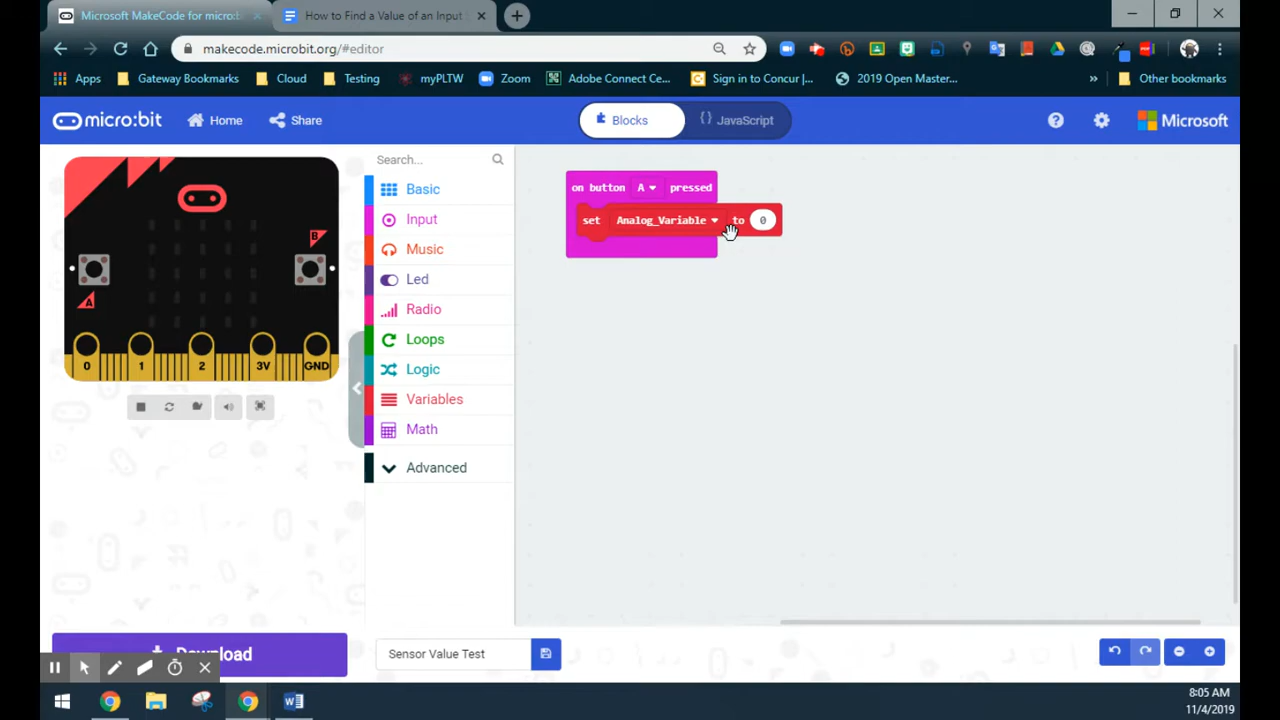 Microsoft MakeCode for micro:b
How to Find a Value of an Input
makecode.microbit.org/#editor
Apps
Gateway Bookmarks
Cloud
Testing
myPLTW
Zoom
Adobe Connect Ce...
Sign in to Concur |...
2019 Open Master...
»
Other bookmarks
micro:bit
Home
Share
Blocks
{} JavaScript
Microsoft
Search...
Basic
Input
Music
Led
Radio
Loops
Logic
Variables
Math
Advanced
B
A
0
1
2
3V
GND
on button A pressed
set Analog_Variable to 0
Download
Sensor Value Test
8:05 AM
11/4/2019